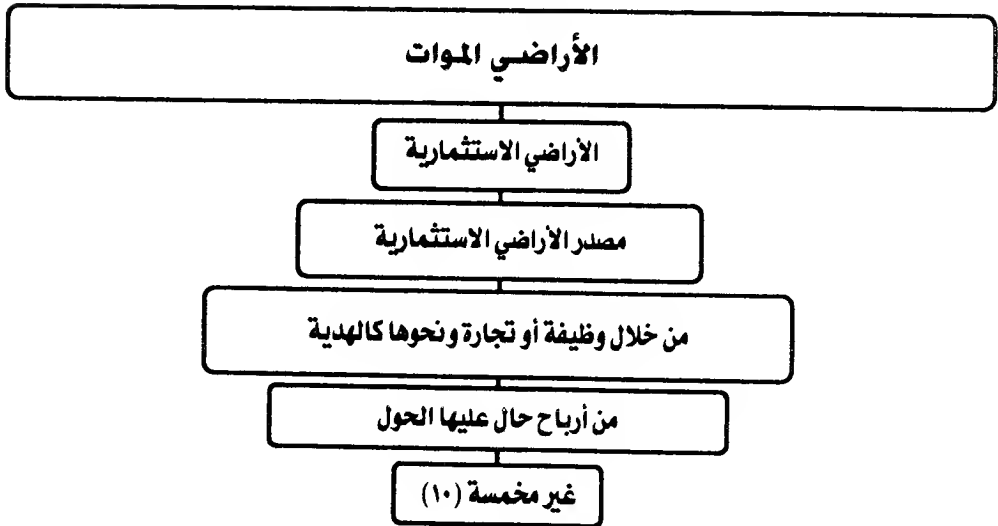 الأراضي الموات
الأراضي الاستثمارية
مصدر الأراضي الاستثمارية
من خلال وظيفة أو تجارة ونحوها كالهدية
من أرباح حال عليها الحول
غير مخمسة (١٠)